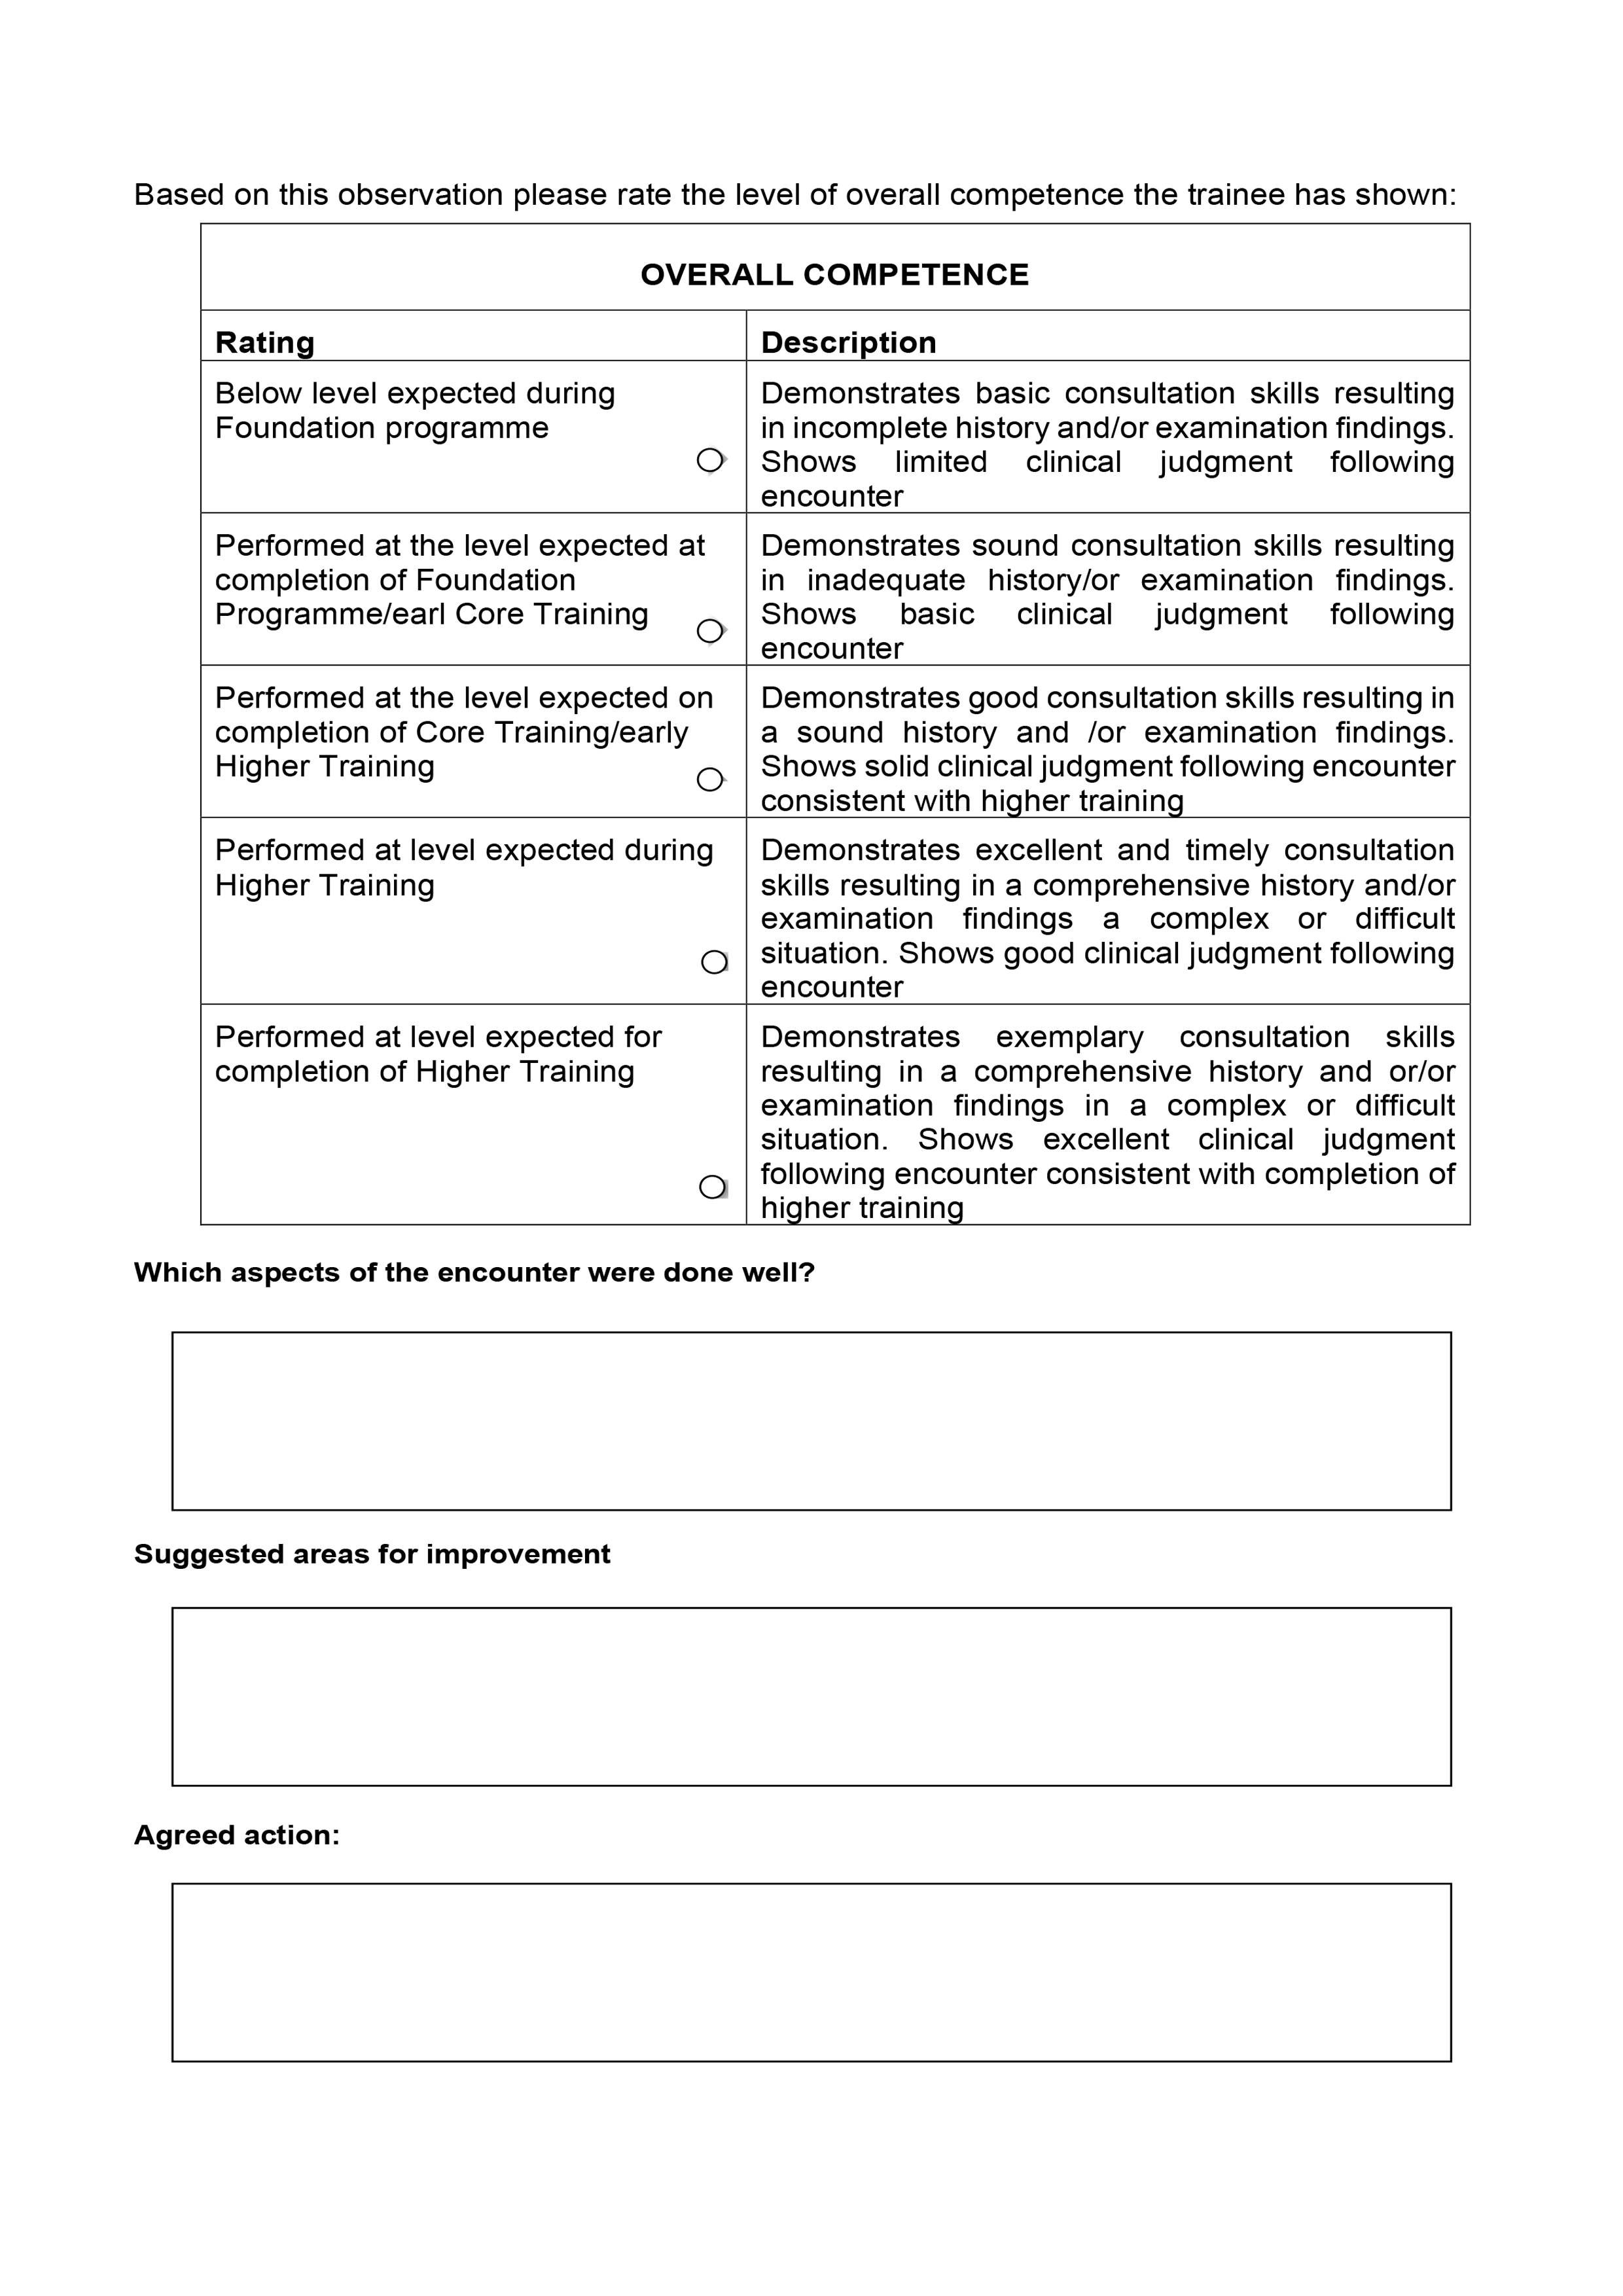 Based on this observation please rate the level of overall competence the trainee has shown:
OVERALL COMPETENCE
Rating
Description
Below level expected during
Foundation programme
Demonstrates basic consultation skills resulting
in incomplete history and/or examination findings.
Shows limited clinical judgment following
encounter
Performed at the level expected at
completion of Foundation
Programme/earl Core Training
Demonstrates sound consultation skills resulting
in inadequate history/or examination findings.
Shows basic clinical judgment following
encounter
Performed at the level expected on
completion of Core Training/early
Higher Training
Demonstrates good consultation skills resulting in
a sound history and /or examination findings.
Shows solid clinical judgment following encounter
consistent with higher training
Performed at level expected during
Higher Training
Demonstrates excellent and timely consultation
skills resulting in a comprehensive history and/or
examination findings a complex or difficult
situation. Shows good clinical judgment following
encounter
Performed at level expected for
completion of Higher Training
Demonstrates exemplary consultation skills
resulting in a comprehensive history and or/or
examination findings in a complex or difficult
situation. Shows excellent clinical judgment
following encounter consistent with completion of
higher training
Which aspects of the encounter were done well?
Suggested areas for improvement
Agreed action: